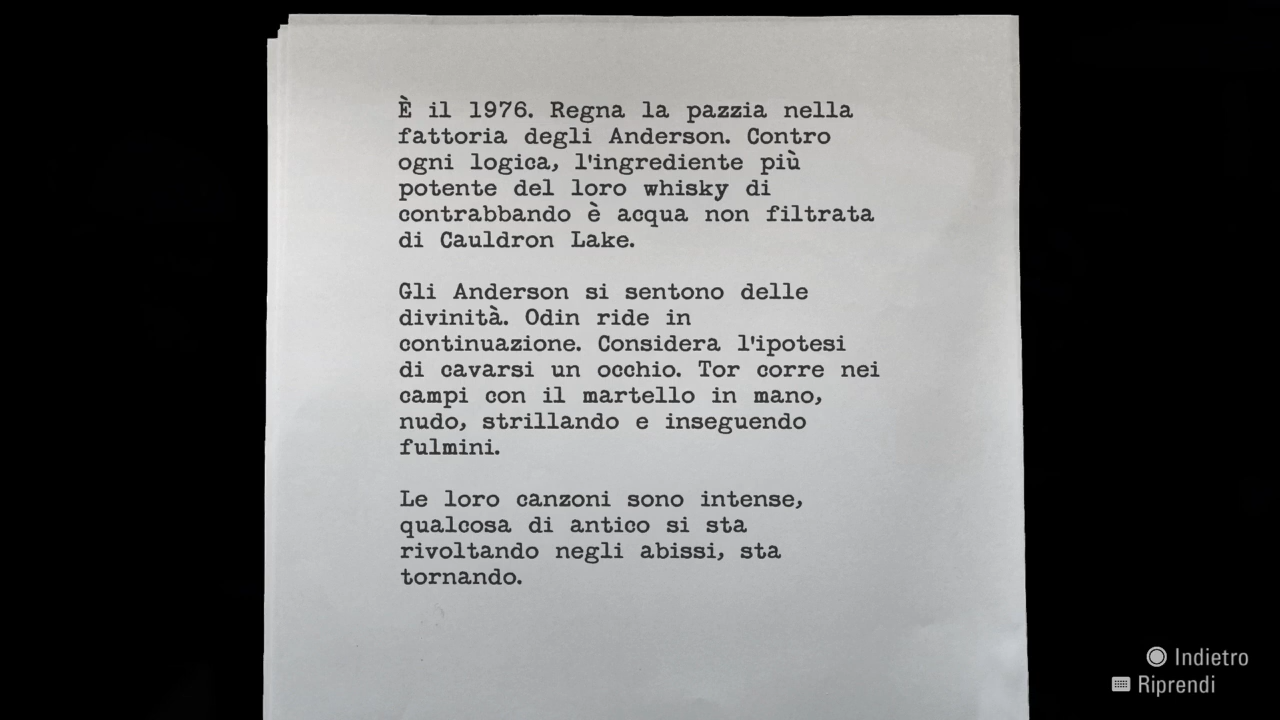 È il 1976. Regna la pazzia nella
fattoria degli Anderson. Contro
ogni logica, l'ingrediente più
potente del loro whisky di
contrabbando è acqua non filtrata
di Cauldron Lake.
Gli Anderson si sentono delle
divinità. Odin ride in
continuazione. Considera l'ipotesi
di cavarsi un occhio. Tor corre nei
campi con il martello in mano,
nudo, strillando e inseguendo
fulmini.
Le loro canzoni sono intense,
qualcosa di antico si sta
rivoltando negli abissi, sta
tornando.
Indietro
Riprendi